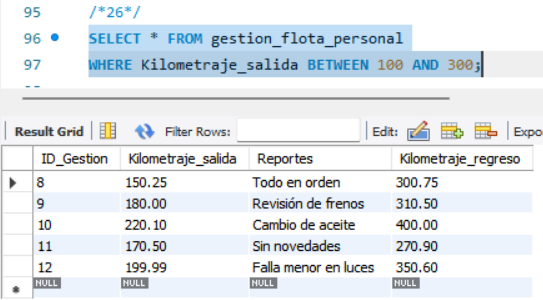 95 /*26*/
96 SELECT * FROM gestion_flota_personal
97 WHERE Kilometraje_salida BETWEEN 100 AND 300;
Result Grid Filter Rows: Edit: Expo
ID_Gestion Kilometraje_salida Reportes Kilometraje_regreso
8 150.25 Todo en orden 300.75
9 180.00 Revisión de frenos 310.50
10 220.10 Cambio de aceite 400.00
11 170.50 Sin novedades 270.90
12 199.99 Falla menor en luces 350.60
NULL NULL NULL NULL